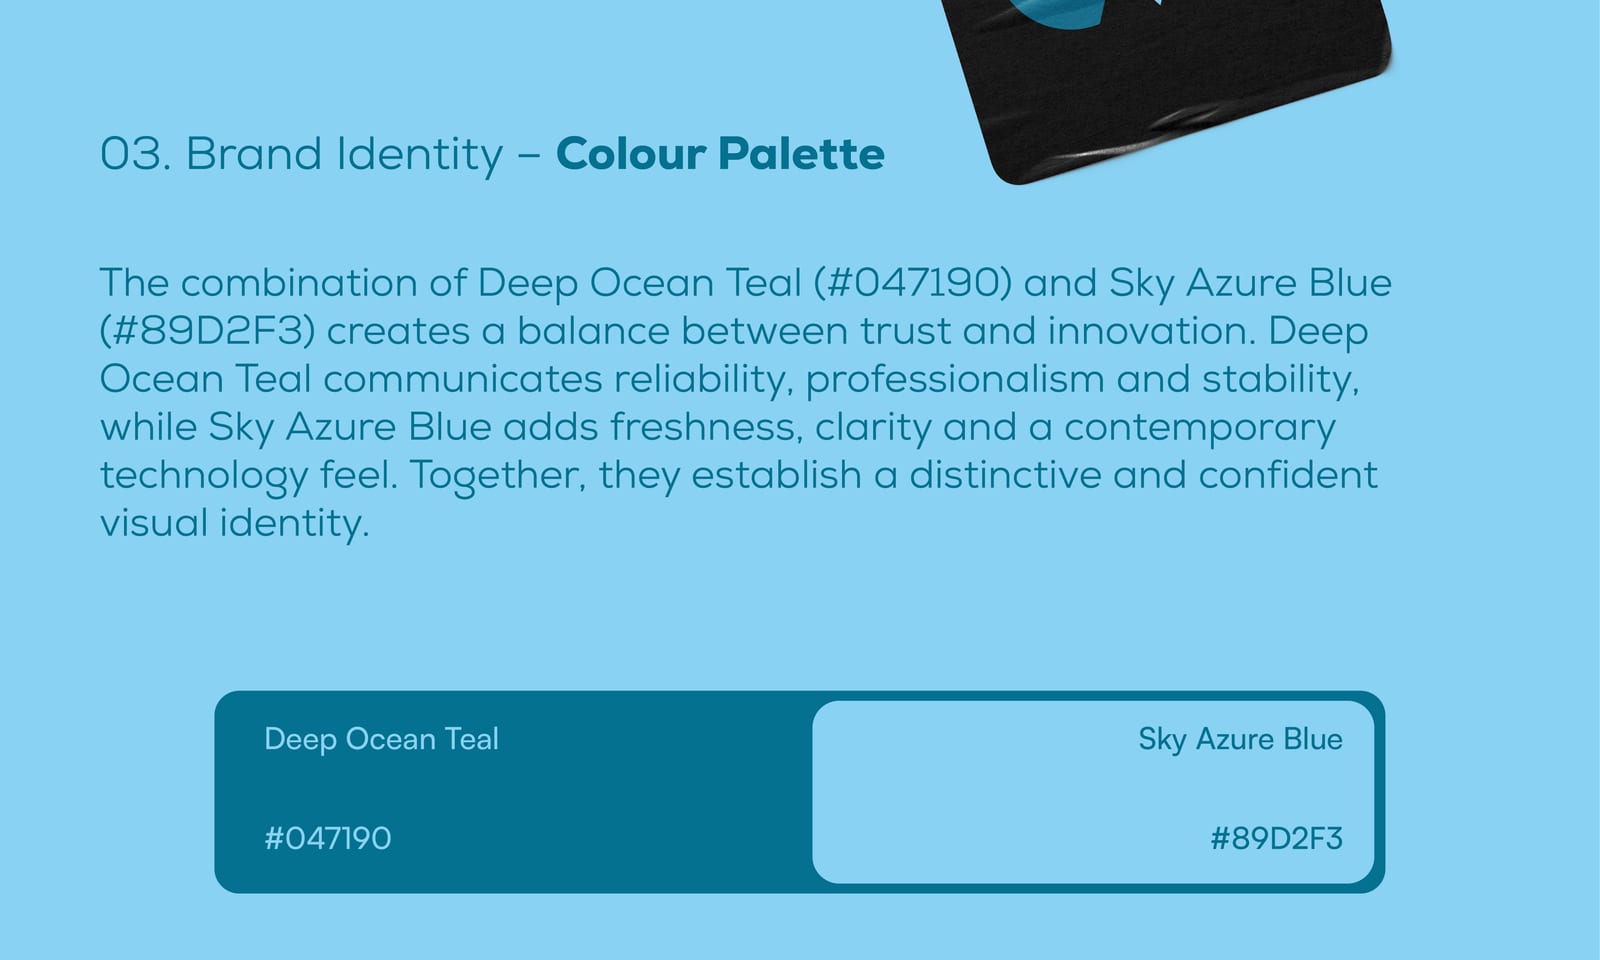 03. Brand Identity – Colour Palette
The combination of Deep Ocean Teal (#047190) and Sky Azure Blue
(#89D2F3) creates a balance between trust and innovation. Deep
Ocean Teal communicates reliability, professionalism and stability,
while Sky Azure Blue adds freshness, clarity and a contemporary
technology feel. Together, they establish a distinctive and confident
visual identity.
Deep Ocean Teal
Sky Azure Blue
#047190
#89D2F3